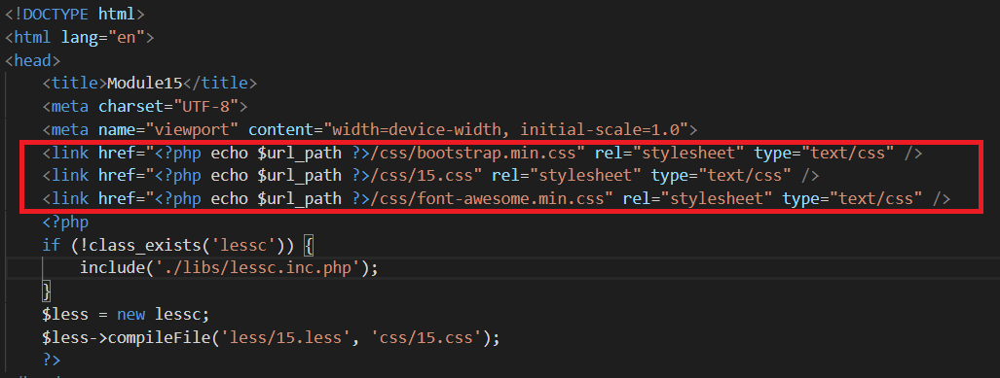 <!DOCTYPE html>
<html lang="en">
<head>
    <title>Module15</title>
    <meta charset="UTF-8">
    <meta name="viewport" content="width=device-width, initial-scale=1.0">
    <link href="<?php echo $url_path ?>/css/bootstrap.min.css" rel="stylesheet" type="text/css" />
    <link href="<?php echo $url_path ?>/css/15.css" rel="stylesheet" type="text/css" />
    <link href="<?php echo $url_path ?>/css/font-awesome.min.css" rel="stylesheet" type="text/css" />
    <?php
    if (!class_exists('lessc')) {
        include('./libs/lessc.inc.php');
    }
    $less = new lessc;
    $less->compileFile('less/15.less', 'css/15.css');
    ?>